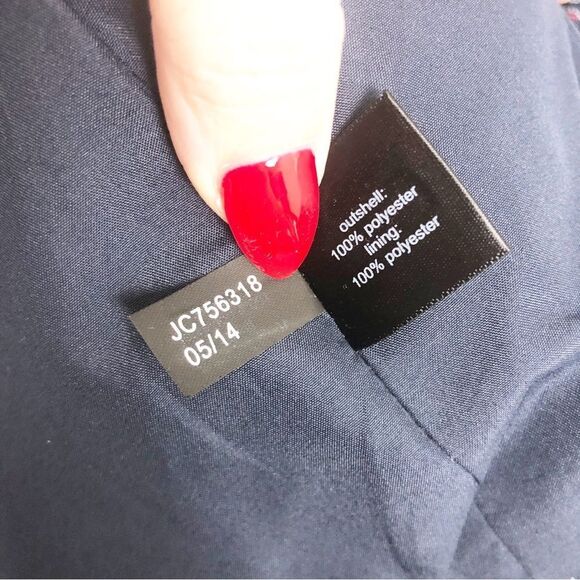 outshell:
100% polyester
lining:
100% polyester
JC756318
05/14